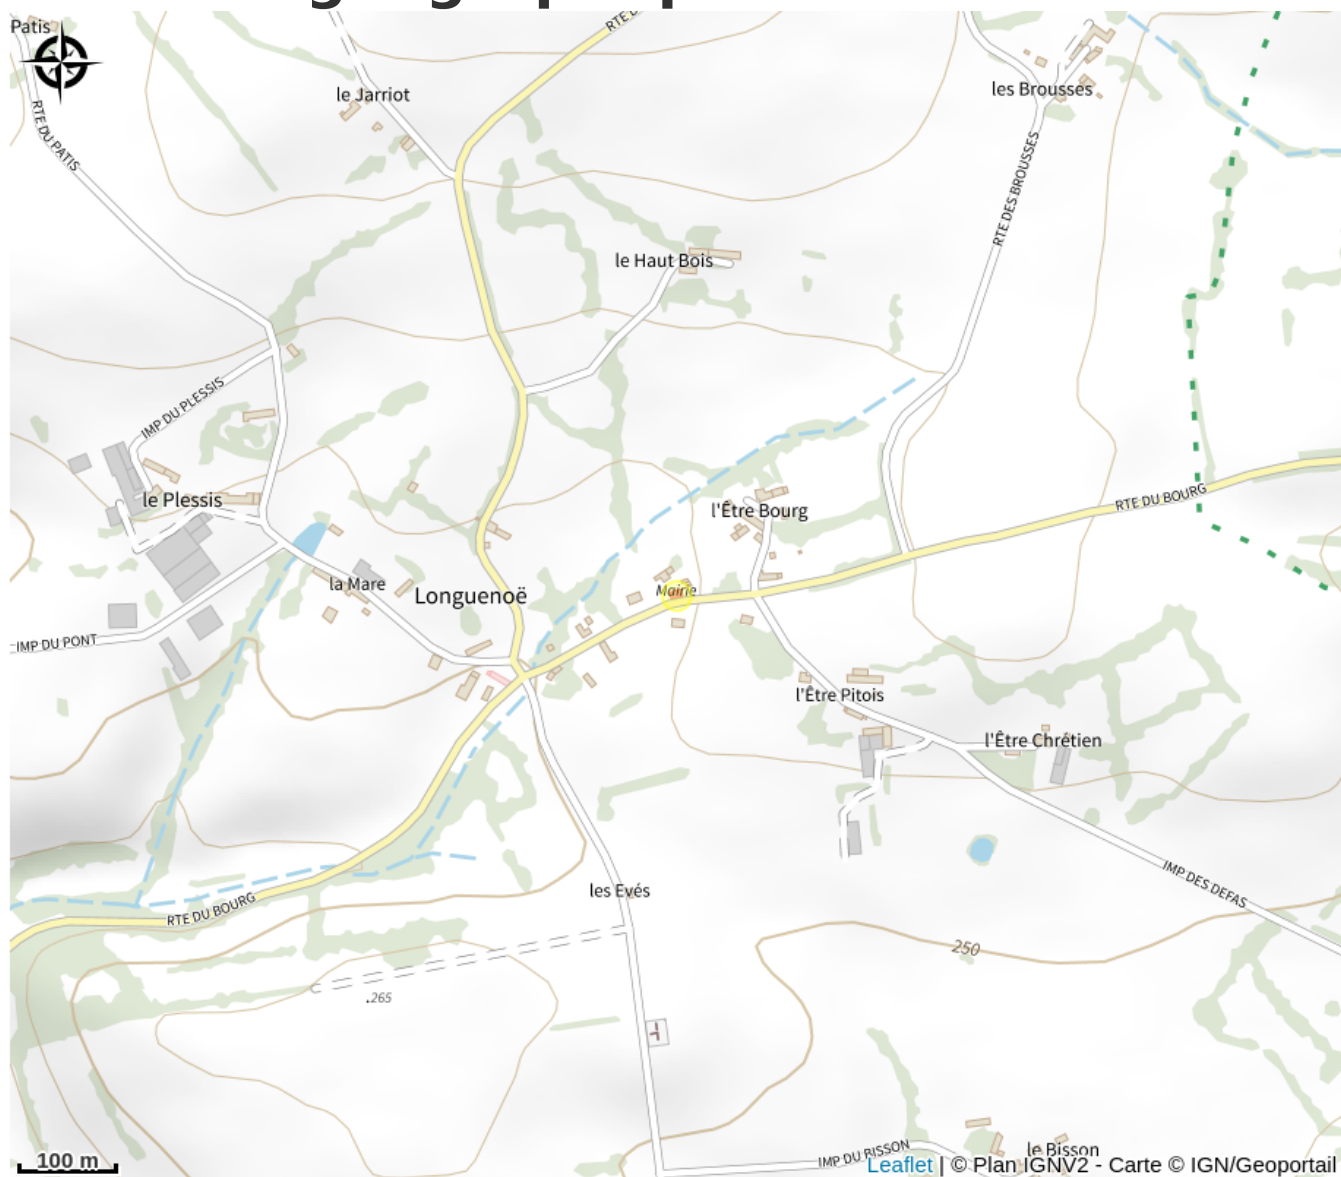 Patis
RTE D
le Jarriot
les Brousses
RTE DU PATIS
RTE DES BROUSSES
le Haut Bois
IMP DU PLESSIS
le Plessis
l'Être Bourg
RTE DU BOURG
la Mare
Longuenoë
Mairie
IMP DU PONT
l'Être Pitois
l'Être Chrétien
IMP DES DEFAS
les Evés
RTE DU BOURG
250
.265
le Bisson
IMP DU BISSON
100 m
Leaflet | © Plan IGNV2 - Carte © IGN/Geoportail